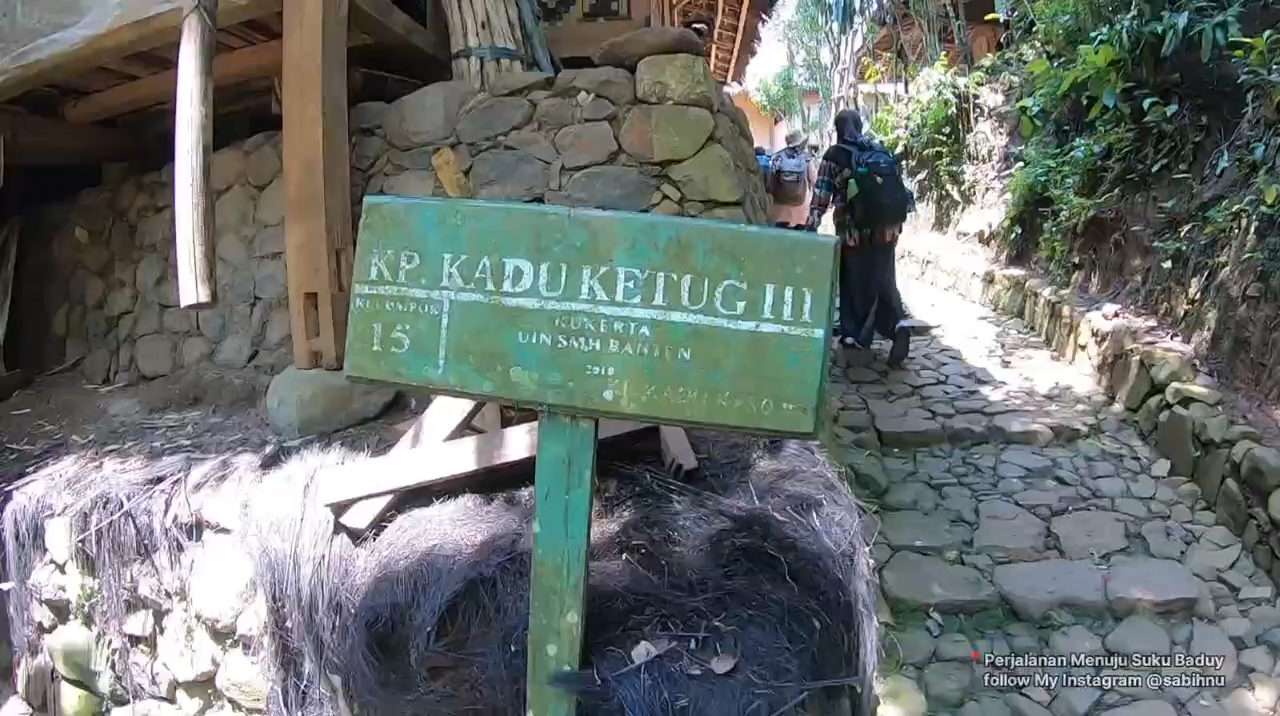 KP. KADU KETUG III
KELOMPOK
15
KUKERTA
UIN SMH BANTEN
2018
Perjalanan Menuju Suku Baduy
follow My Instagram @sabihnu